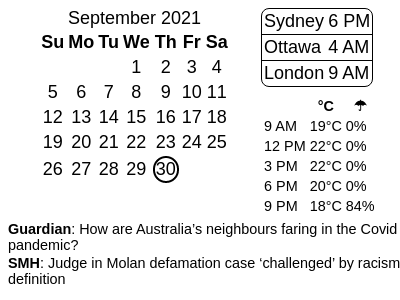 September 2021
Su Mo Tu We Th Fr Sa
1 2 3 4
5 6 7 8 9 10 11
12 13 14 15 16 17 18
19 20 21 22 23 24 25
26 27 28 29 30
Sydney 6 PM
Ottawa 4 AM
London 9 AM
°C ☂
9 AM 19°C 0%
12 PM 22°C 0%
3 PM 22°C 0%
6 PM 20°C 0%
9 PM 18°C 84%
Guardian: How are Australia’s neighbours faring in the Covid
pandemic?
SMH: Judge in Molan defamation case ‘challenged’ by racism
definition